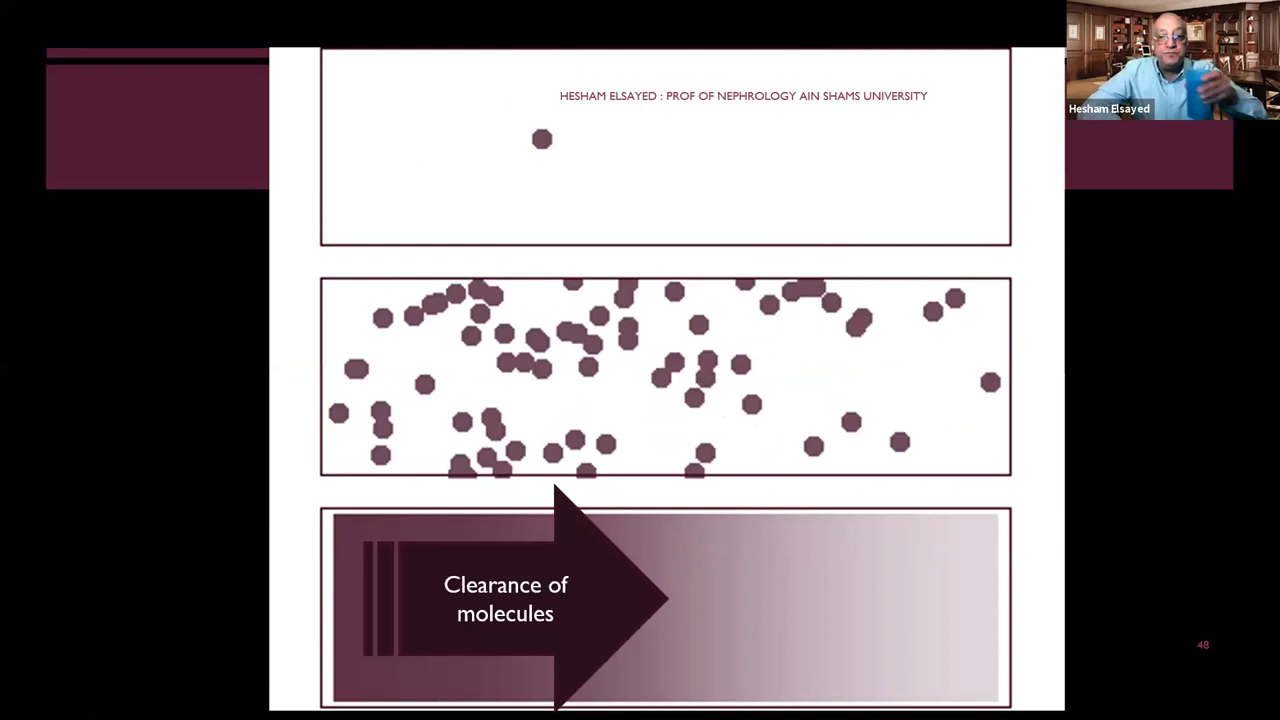 HESHAM ELSAYED : PROF OF NEPHROLOGY AIN SHAMS UNIVERSITY
Hesham Elsayed
Clearance of
molecules
48